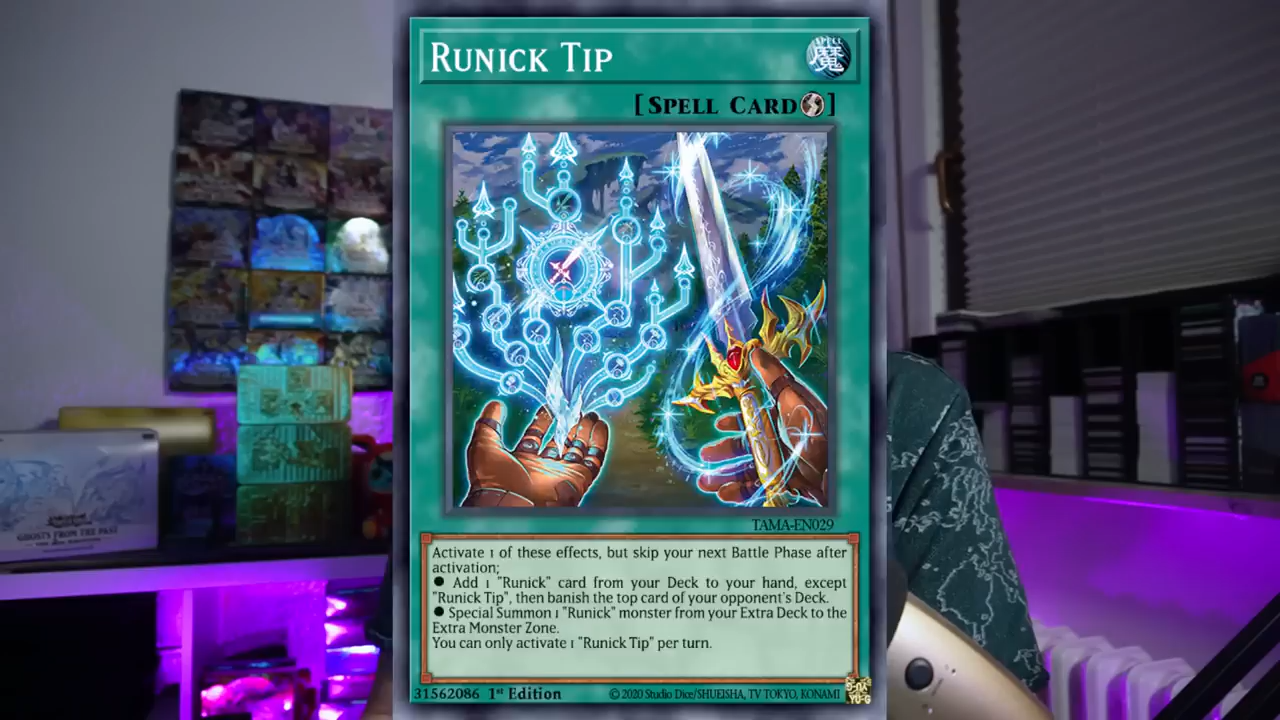 RUNICK TIP
SPELL
魔
[SPELL CARD]
TAMA-EN029
Activate 1 of these effects, but skip your next Battle Phase after
activation;
● Add 1 "Runick" card from your Deck to your hand, except
"Runick Tip", then banish the top card of your opponent's Deck.
● Special Summon 1 "Runick" monster from your Extra Deck to the
Extra Monster Zone.
You can only activate 1 "Runick Tip" per turn.
31562086 1st Edition
© 2020 Studio Dice/SHUEISHA, TV TOKYO, KONAMI
GHOSTS FROM THE PAST